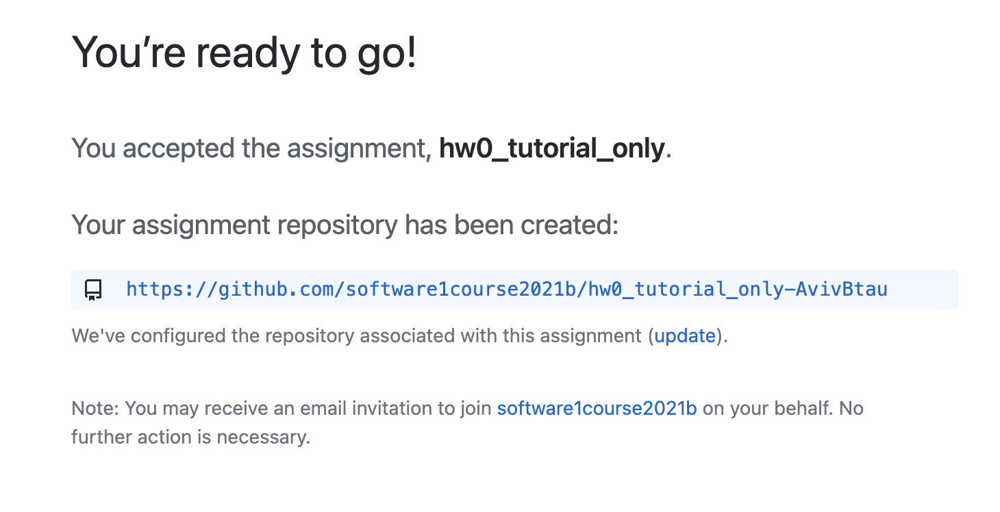 You’re ready to go!
You accepted the assignment, hw0_tutorial_only.
Your assignment repository has been created:
https://github.com/software1course2021b/hw0_tutorial_only-AvivBtau
We've configured the repository associated with this assignment (update).
Note: You may receive an email invitation to join software1course2021b on your behalf. No
further action is necessary.